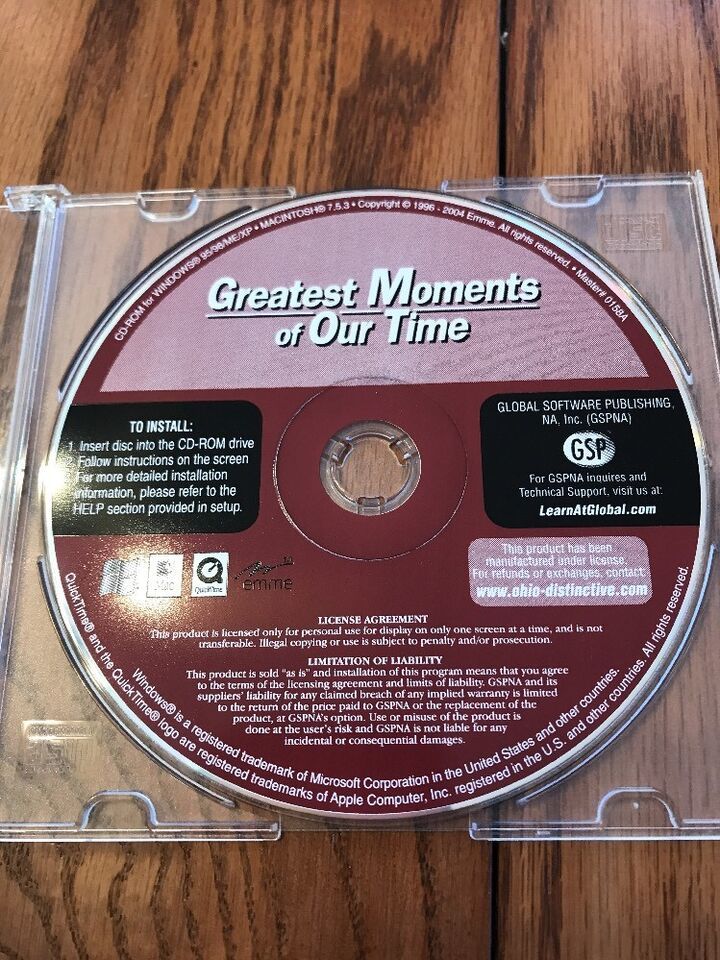 CD-ROM for WINDOWS® 95/98/ME/XP • MACINTOSH® 7.5.3 • Copyright © 1996 - 2004 Emme. All rights reserved. • Master# 0158A
Greatest Moments
of Our Time
TO INSTALL:
1. Insert disc into the CD-ROM drive
2. Follow instructions on the screen
For more detailed installation
information, please refer to the
HELP section provided in setup.
GLOBAL SOFTWARE PUBLISHING,
NA, Inc. (GSPNA)
GSP
For GSPNA inquires and
Technical Support, visit us at:
LearnAtGlobal.com
This product has been
manufactured under license.
For refunds or exchanges, contact:
www.ohio-distinctive.com
Mac
QuickTime
emme
LICENSE AGREEMENT
This product is licensed only for personal use for display on only one screen at a time, and is not
transferable. Illegal copying or use is subject to penalty and/or prosecution.
LIMITATION OF LIABILITY
This product is sold "as is" and installation of this program means that you agree
to the terms of the licensing agreement and limits of liability. GSPNA and its
suppliers' liability for any claimed breach of any implied warranty is limited
to the return of the price paid to GSPNA or the replacement of the
product, at GSPNA's option. Use or misuse of the product is
done at the user's risk and GSPNA is not liable for any
incidental or consequential damages.
Windows® is a registered trademark of Microsoft Corporation in the United States and other countries.
QuickTime® and the QuickTime® logo are registered trademarks of Apple Computer, Inc. registered in the U.S. and other countries. All rights reserved.